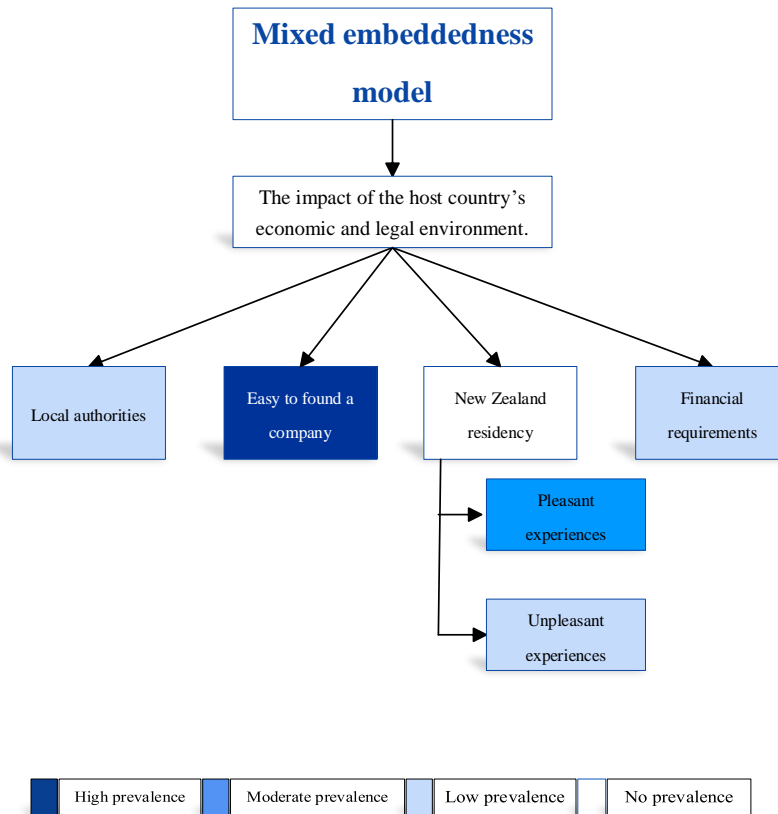 Mixed embeddedness
model
The impact of the host country’s
economic and legal environment.
Local authorities
Easy to found a
company
New Zealand
residency
Financial
requirements
Pleasant
experiences
Unpleasant
experiences
High prevalence
Moderate prevalence
Low prevalence
No prevalence